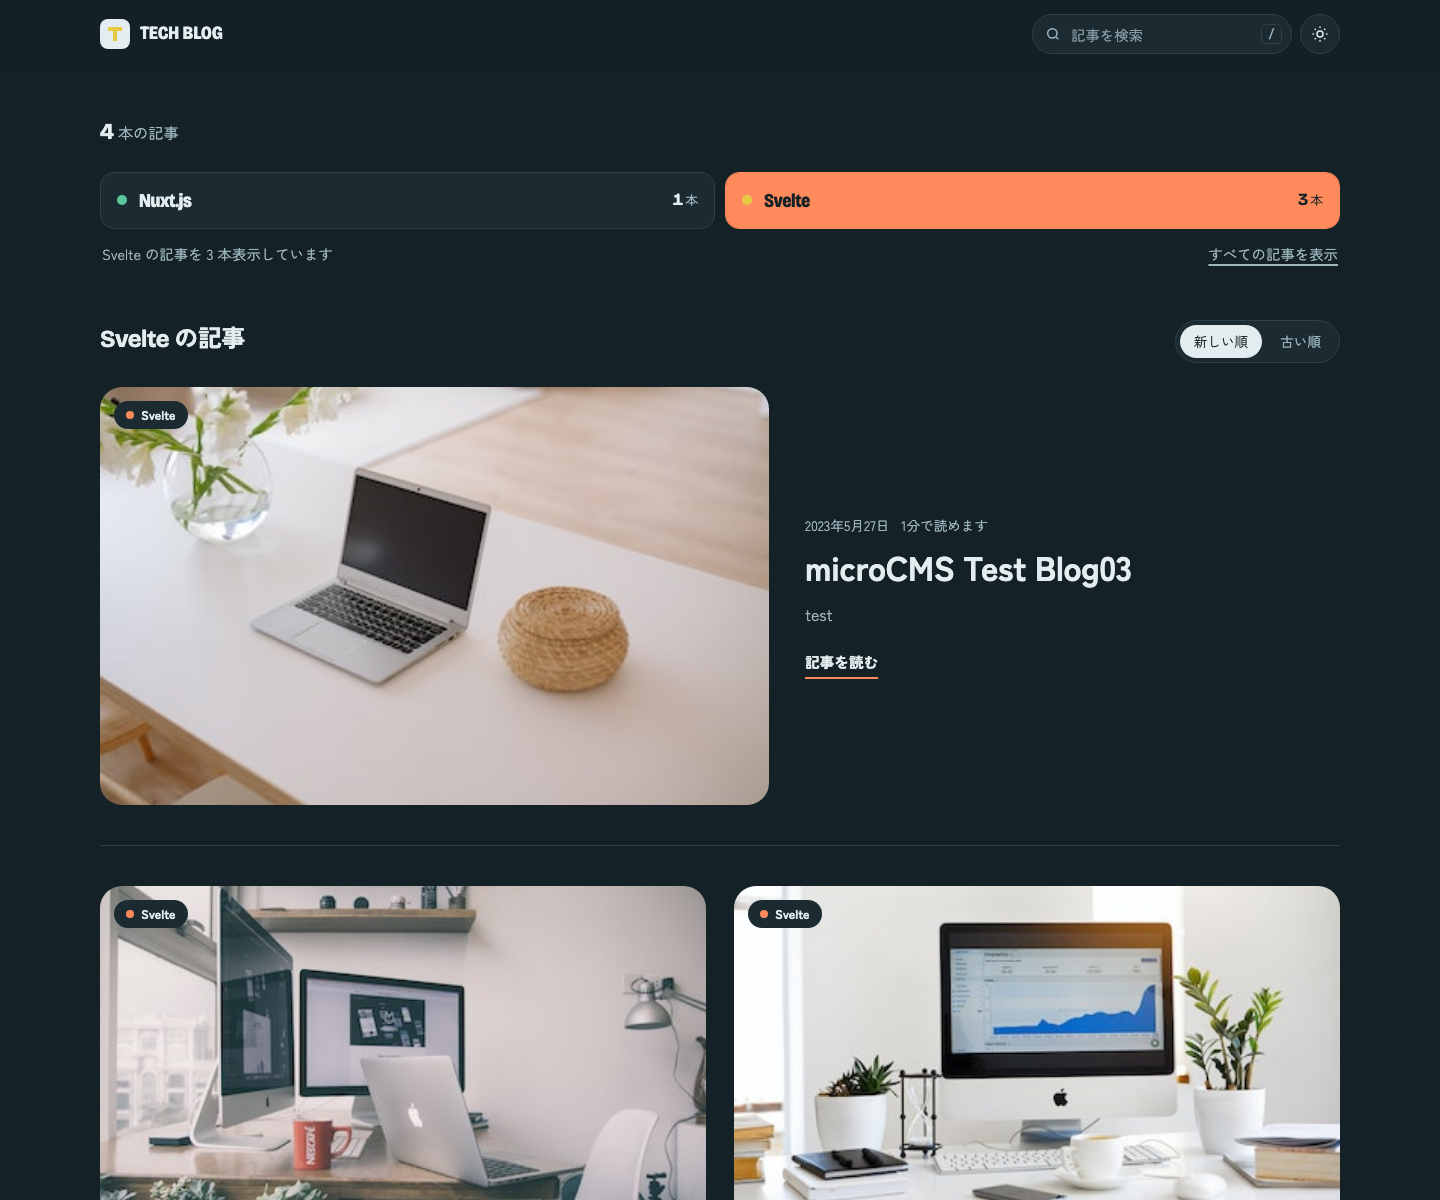 T TECH BLOG
記事を検索 /
4 本の記事
Nuxt.js 1本
Svelte 3本
Svelte の記事を 3 本表示しています
すべての記事を表示
Svelte の記事
新しい順 古い順
Svelte
2023年5月27日 1分で読めます
microCMS Test Blog03
test
記事を読む
Svelte
Svelte
NESCAFÉ